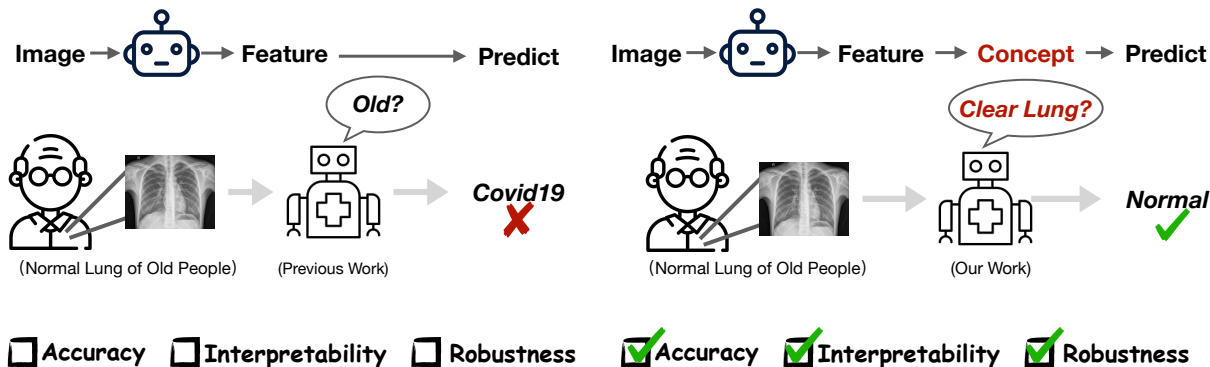 Image Feature Predict
Old?
Covid19
(Normal Lung of Old People)
(Previous Work)
Accuracy Interpretability Robustness
Image Feature Concept Predict
Clear Lung?
Normal
(Normal Lung of Old People)
(Our Work)
Accuracy Interpretability Robustness